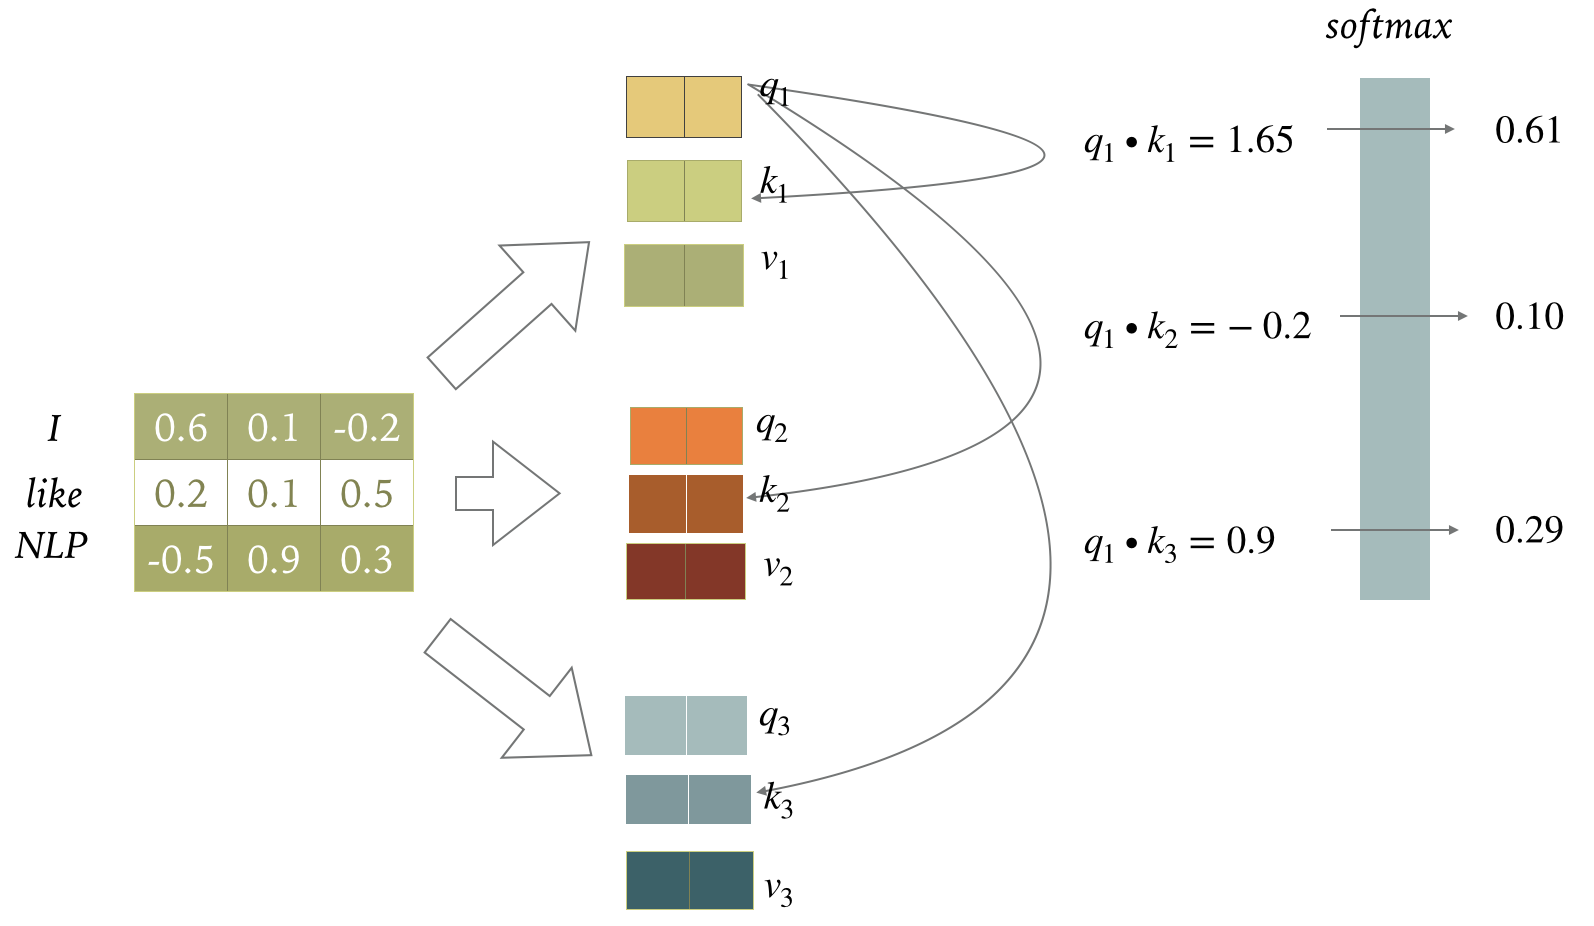 softmax
q1
k1
v1
q1 • k1 = 1.65
0.61
q1 • k2 = − 0.2
0.10
I 0.6 0.1 -0.2
like 0.2 0.1 0.5
NLP -0.5 0.9 0.3
q2
k2
v2
q1 • k3 = 0.9
0.29
q3
k3
v3